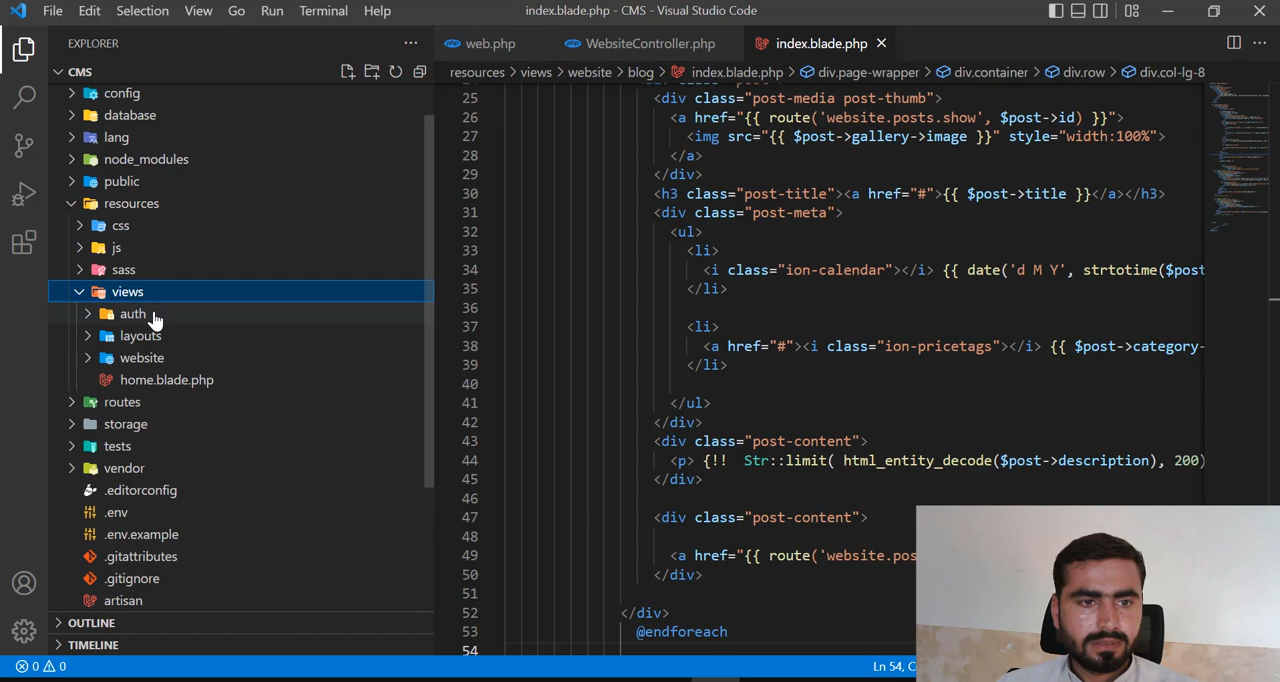 File Edit Selection View Go Run Terminal Help index.blade.php - CMS - Visual Studio Code
EXPLORER
CMS
config
database
lang
node_modules
public
resources
css
js
sass
views
auth
layouts
website
home.blade.php
routes
storage
tests
vendor
.editorconfig
.env
.env.example
.gitattributes
.gitignore
artisan
OUTLINE
TIMELINE
web.php WebsiteController.php index.blade.php
resources > views > website > blog > index.blade.php > div.page-wrapper > div.container > div.row > div.col-lg-8
25 <div class="post-media post-thumb">
26 <a href="{{ route('website.posts.show', $post->id) }}">
27 <img src="{{ $post->gallery->image }}" style="width:100%">
28 </a>
29 </div>
30 <h3 class="post-title"><a href="#">{{ $post->title }}</a></h3>
31 <div class="post-meta">
32 <ul>
33 <li>
34 <i class="ion-calendar"></i> {{ date('d M Y', strtotime($post
35 </li>
36
37 <li>
38 <a href="#"><i class="ion-pricetags"></i> {{ $post->category-
39 </li>
40
41 </ul>
42 </div>
43 <div class="post-content">
44 <p> {!! Str::limit( html_entity_decode($post->description), 200)
45 </div>
46
47 <div class="post-content">
48
49 <a href="{{ route('website.pos
50 </div>
51
52 </div>
53 @endforeach
54
0 0 Ln 54, C